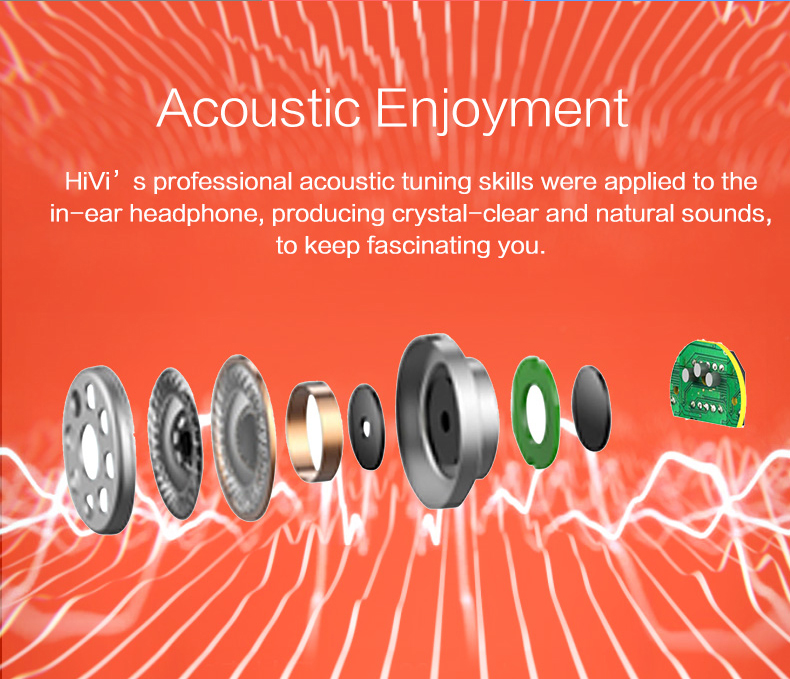 Acoustic Enjoyment
HiVi’ s professional acoustic tuning skills were applied to the
in-ear headphone, producing crystal-clear and natural sounds,
to keep fascinating you.